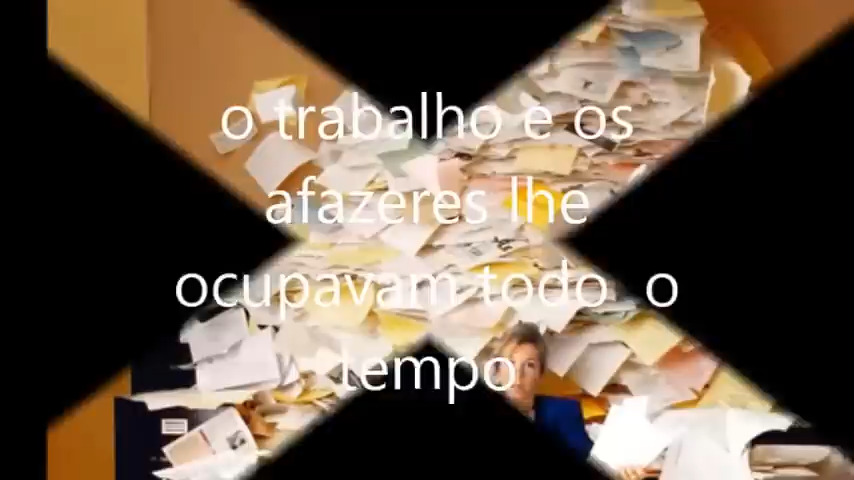 o trabalho e os
afazeres lhe
ocupavam todo o
tempo